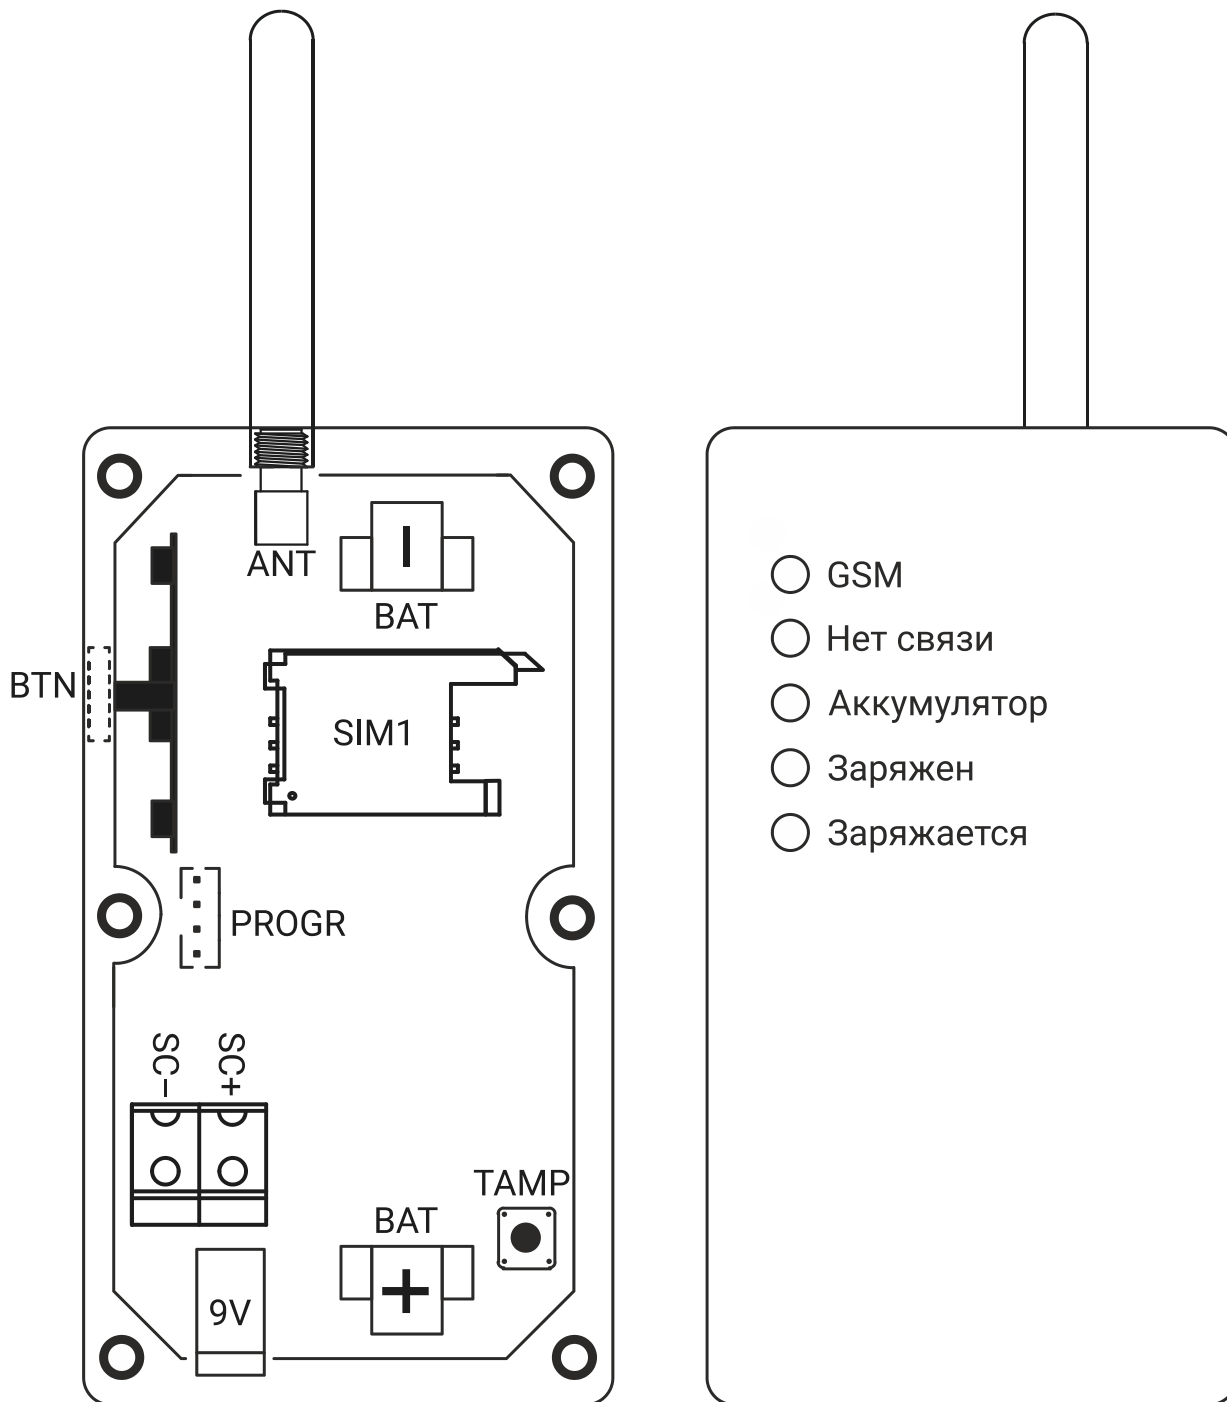 ANT
BAT
BTN
SIM1
PROGR
SC-
SC+
TAMP
BAT
9V
GSM
Нет связи
Аккумулятор
Заряжен
Заряжается